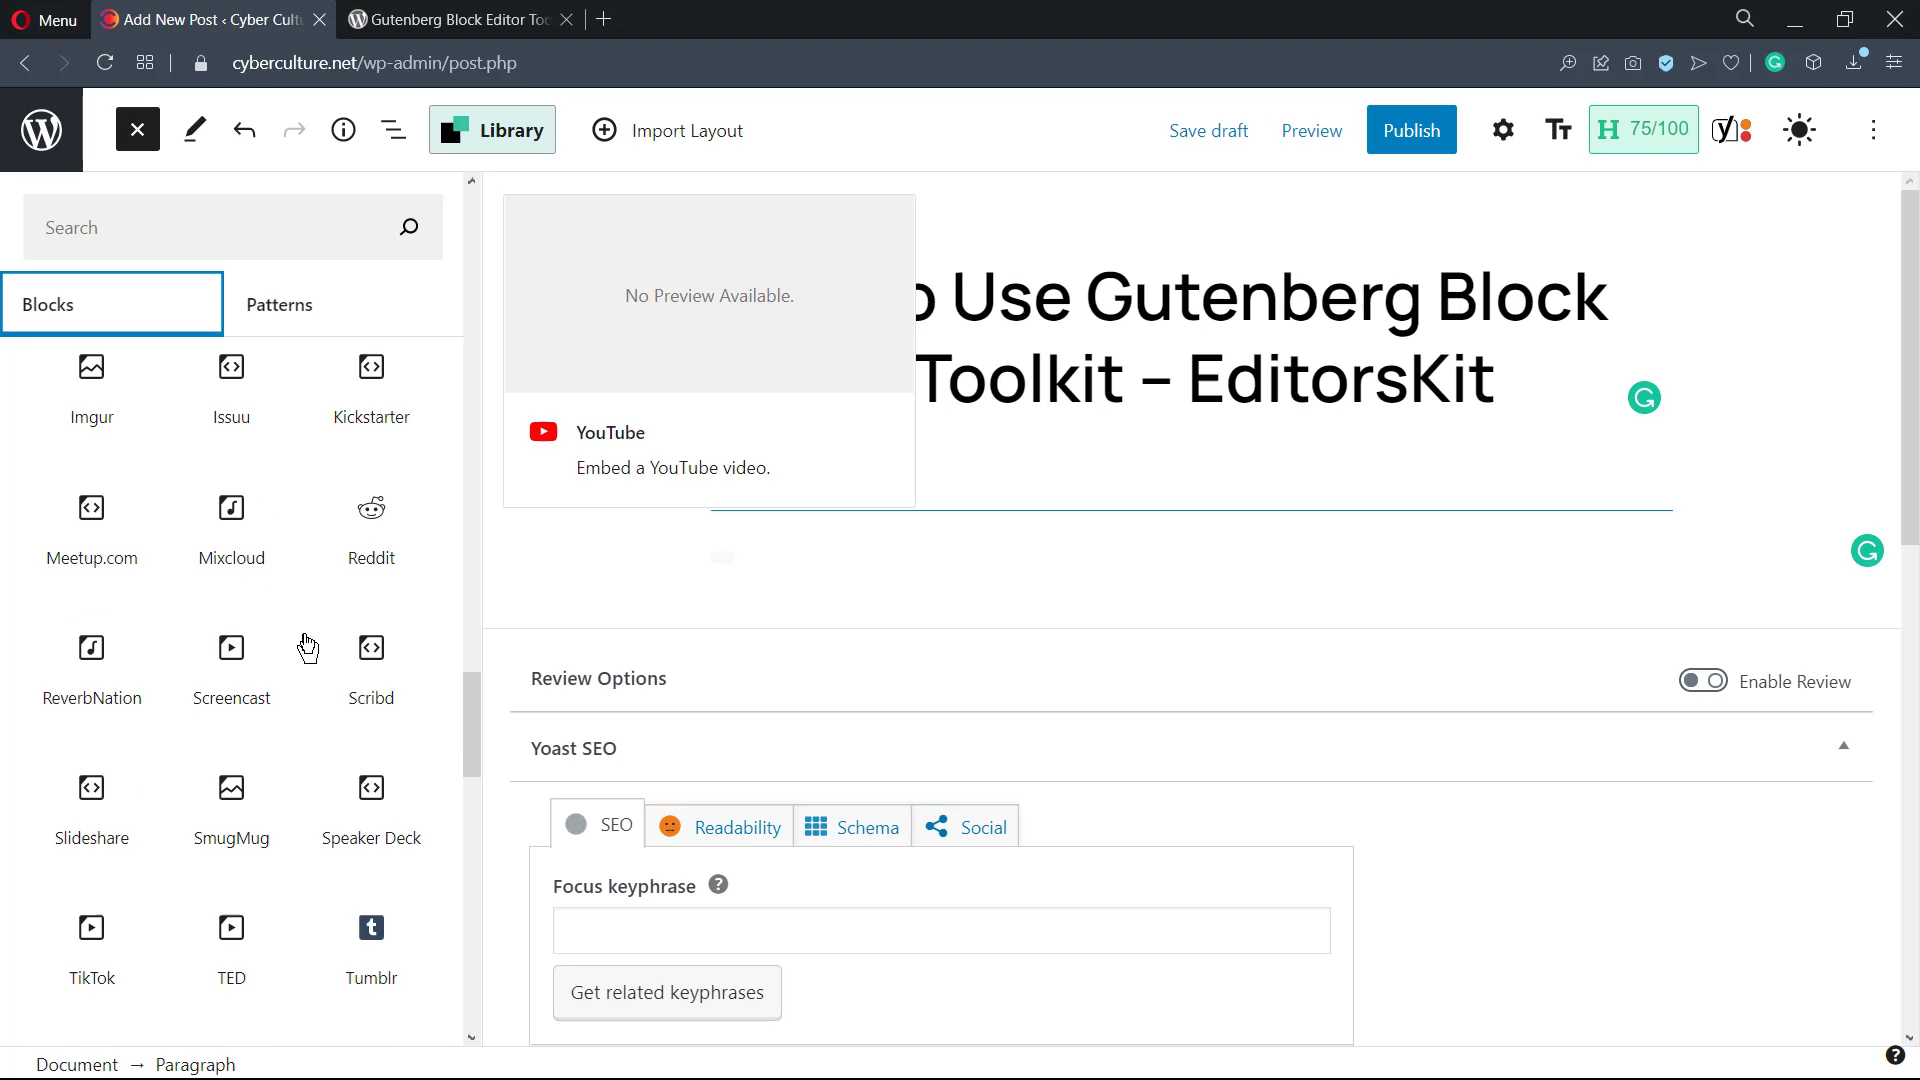 Menu
Add New Post ‹ Cyber Cultu
Gutenberg Block Editor Too
cyberculture.net/wp-admin/post.php
Library
Import Layout
Save draft
Preview
Publish
75/100
Search
Blocks
Patterns
Imgur
Issuu
Kickstarter
Meetup.com
Mixcloud
Reddit
ReverbNation
Screencast
Scribd
Slideshare
SmugMug
Speaker Deck
TikTok
TED
Tumblr
No Preview Available.
YouTube
Embed a YouTube video.
o Use Gutenberg Block
Toolkit – EditorsKit
Review Options
Enable Review
Yoast SEO
SEO
Readability
Schema
Social
Focus keyphrase
Get related keyphrases
Document → Paragraph